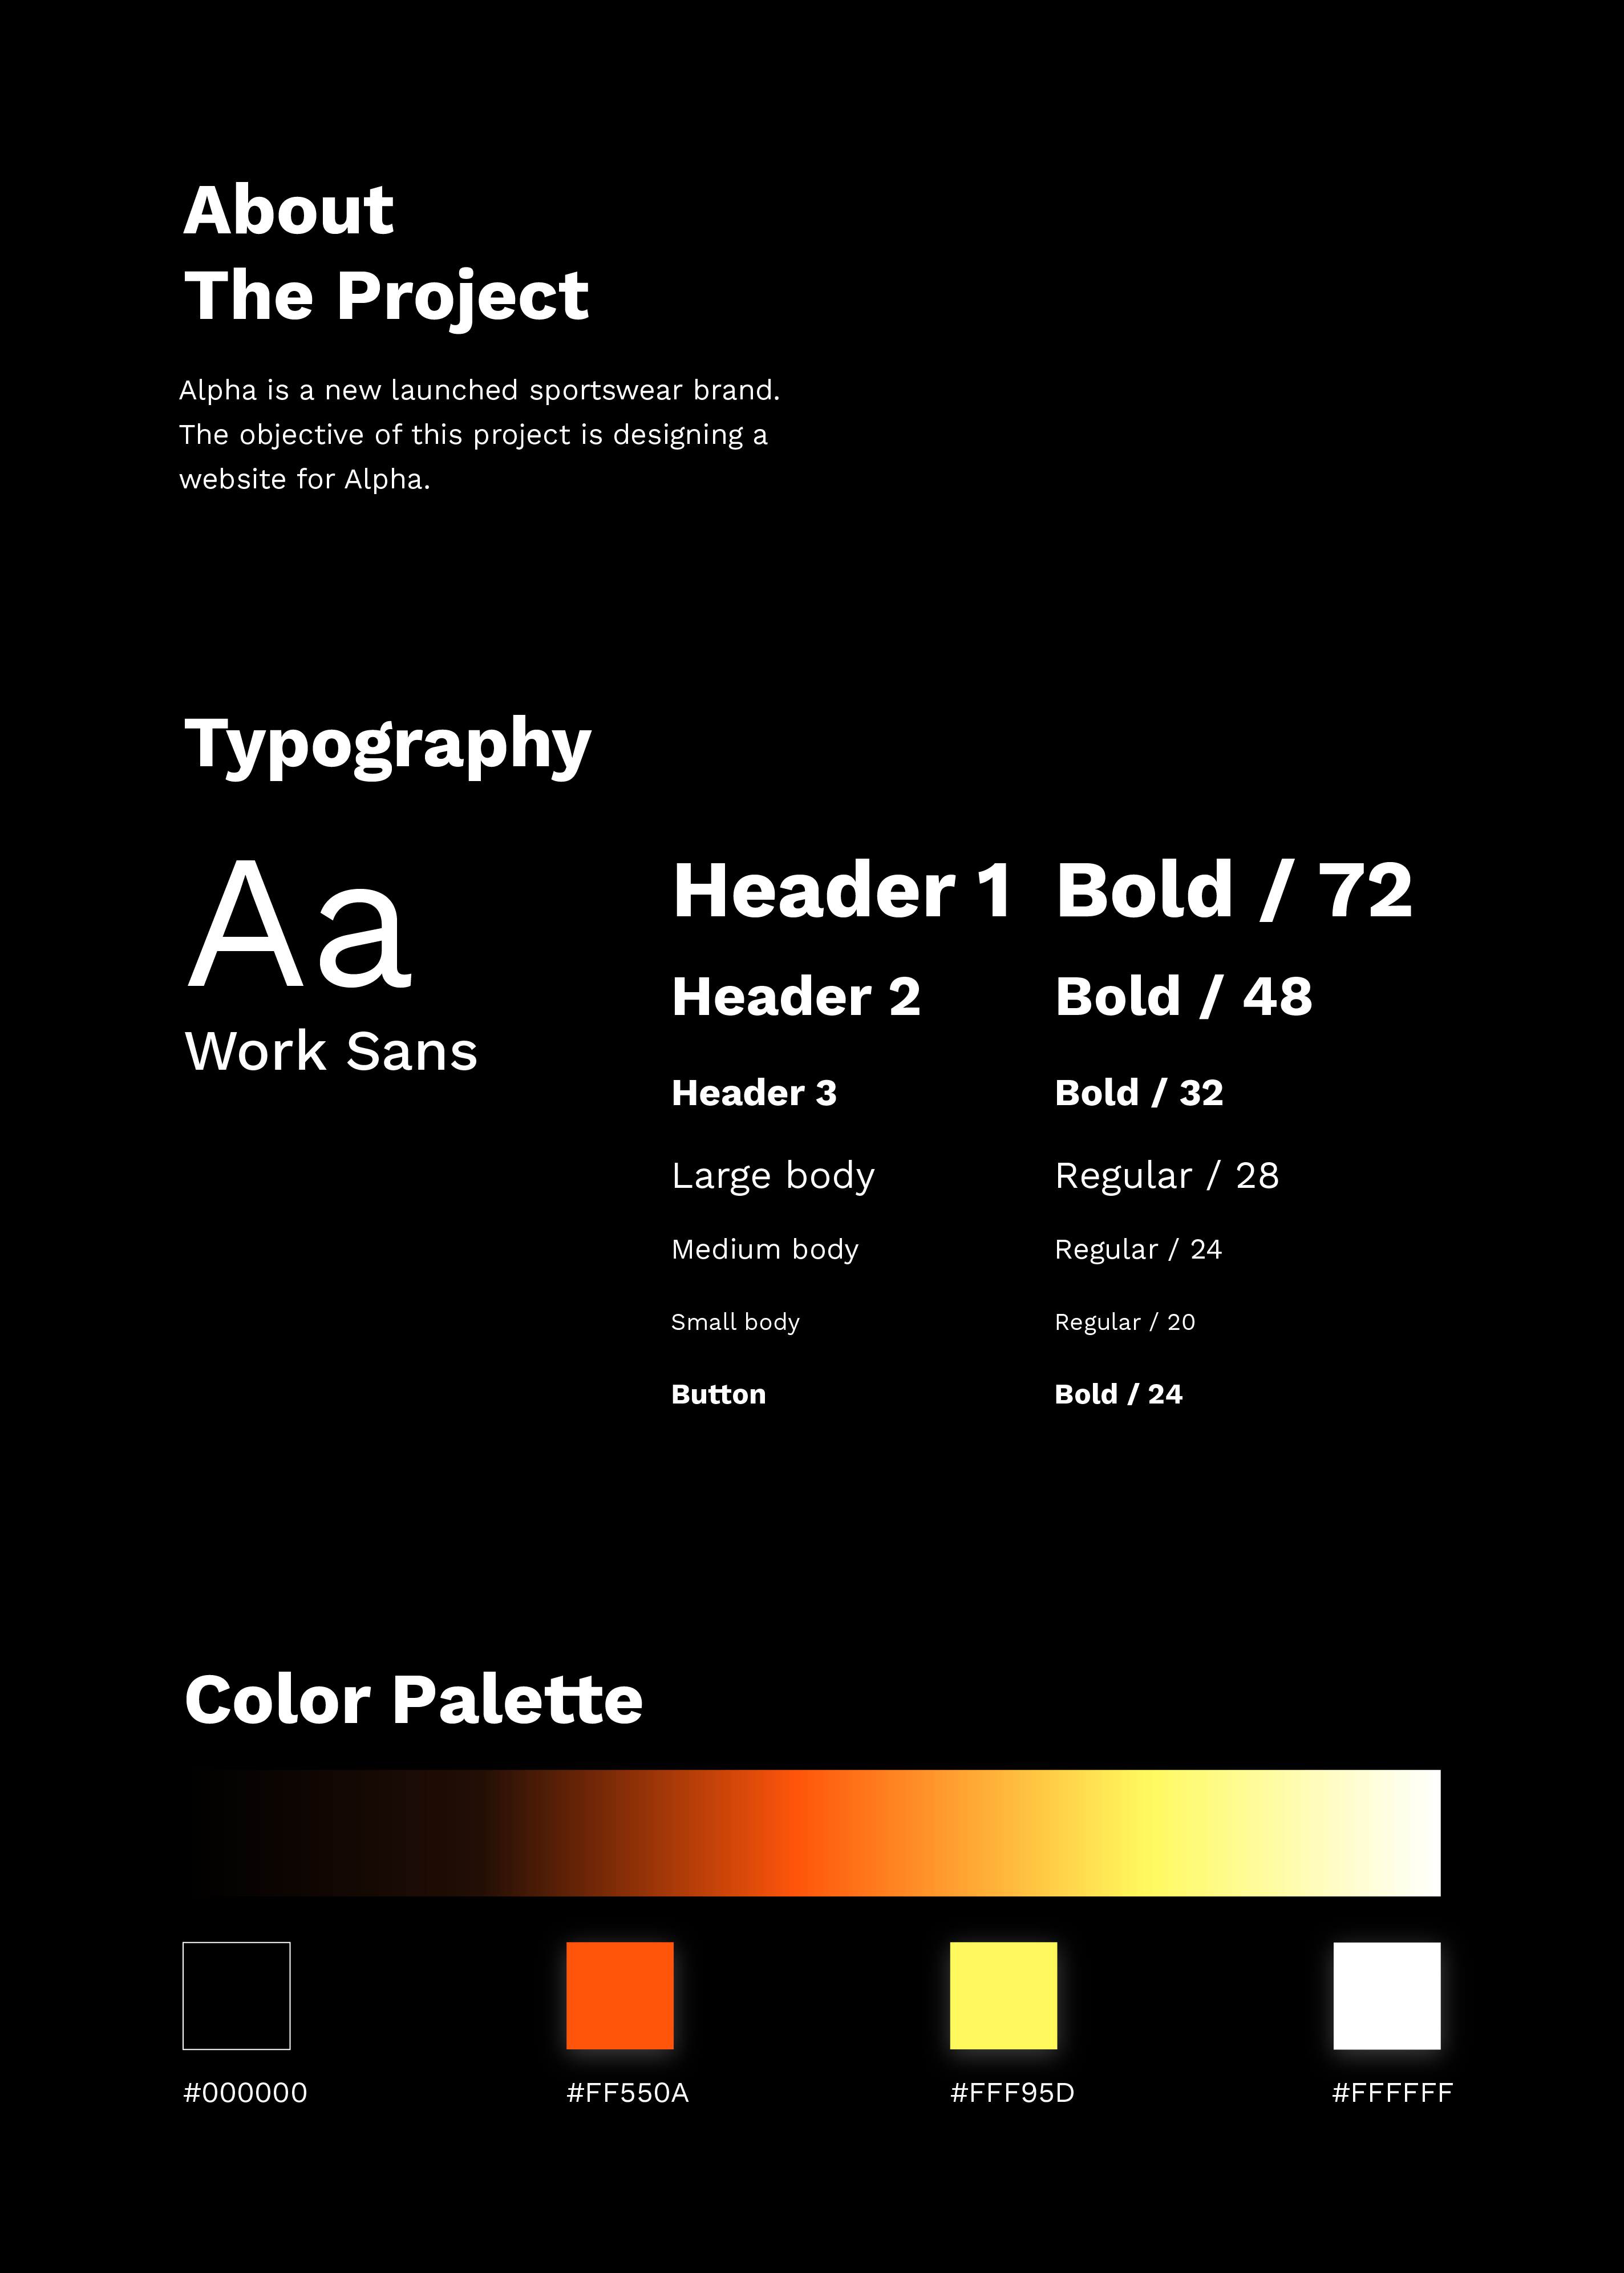 About
The Project
Alpha is a new launched sportswear brand.
The objective of this project is designing a
website for Alpha.
Typography
Aa
Work Sans
Header 1 Bold / 72
Header 2 Bold / 48
Header 3 Bold / 32
Large body Regular / 28
Medium body Regular / 24
Small body Regular / 20
Button Bold / 24
Color Palette
#000000 #FF550A #FFF95D #FFFFFF